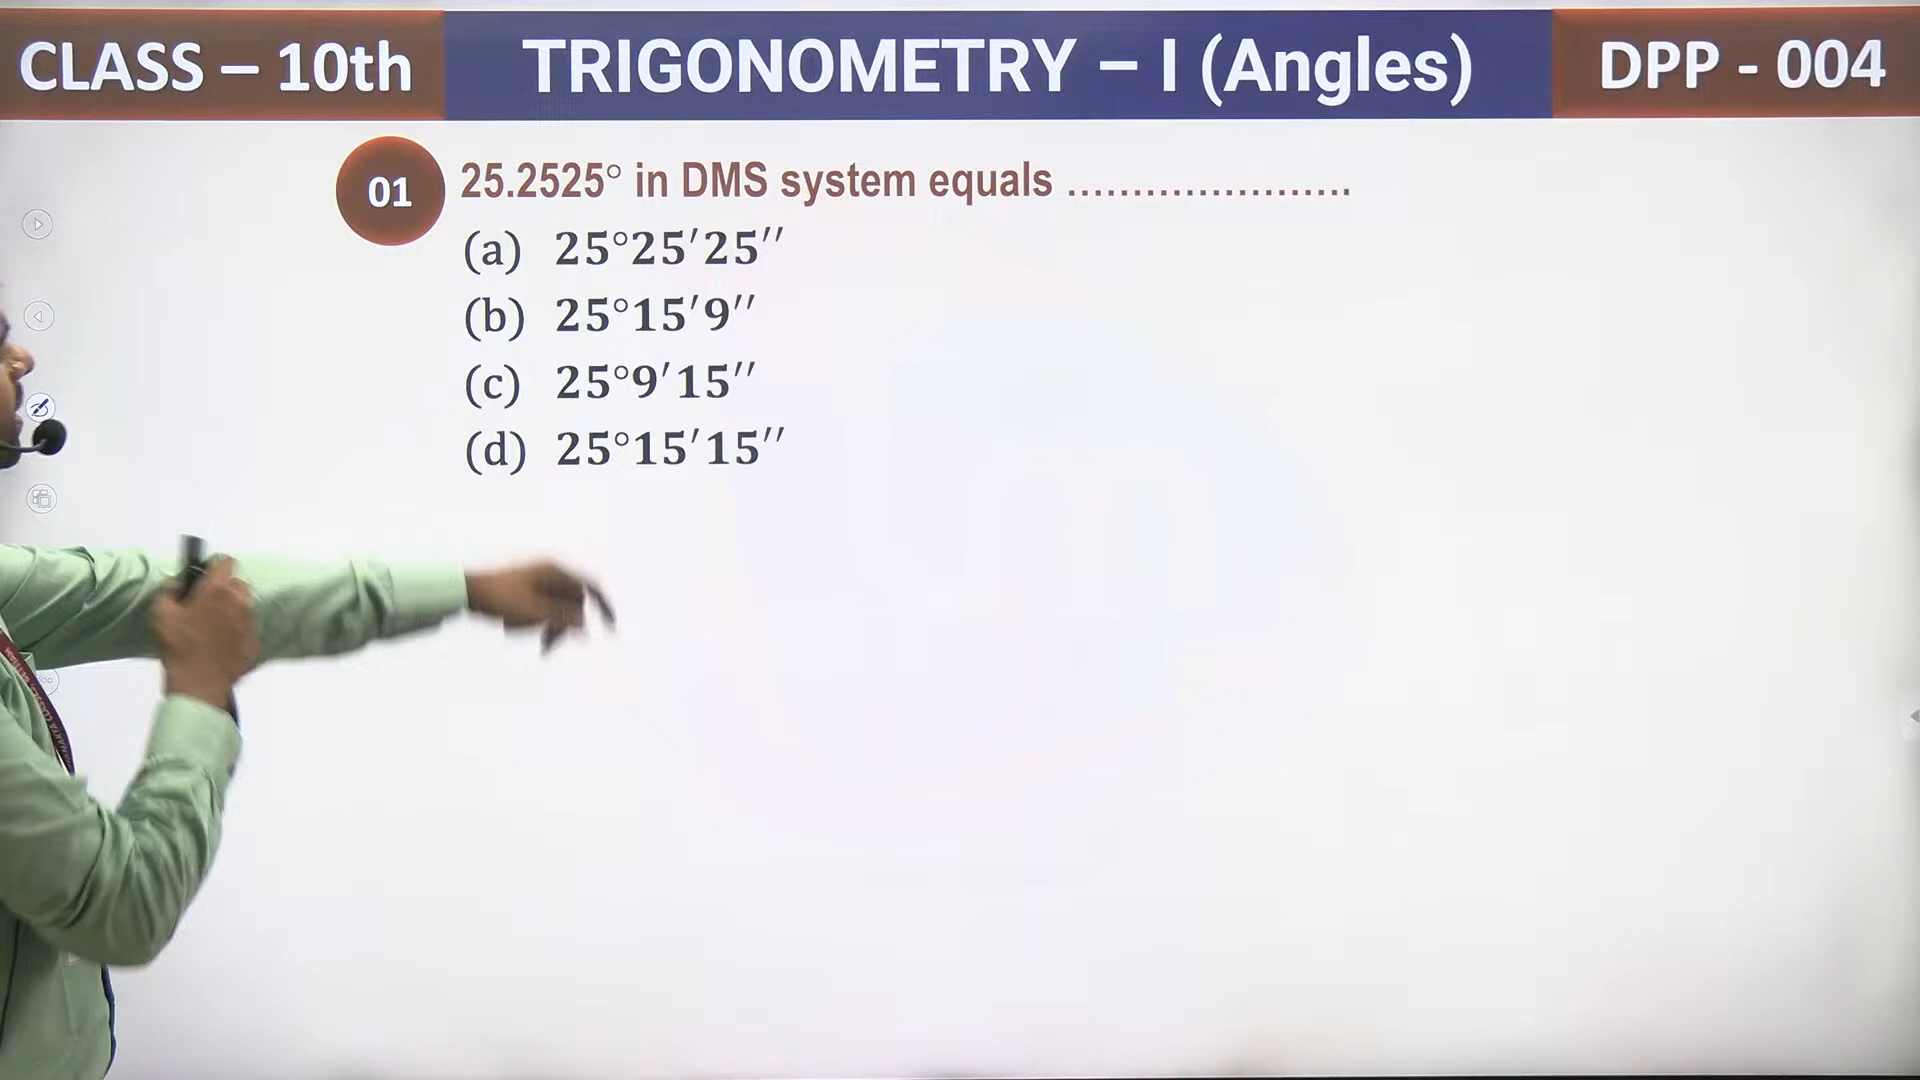 CLASS – 10th
TRIGONOMETRY – I (Angles)
DPP - 004
01
25.2525° in DMS system equals ......................
(a) 25°25′25′′
(b) 25°15′9′′
(c) 25°9′15′′
(d) 25°15′15′′